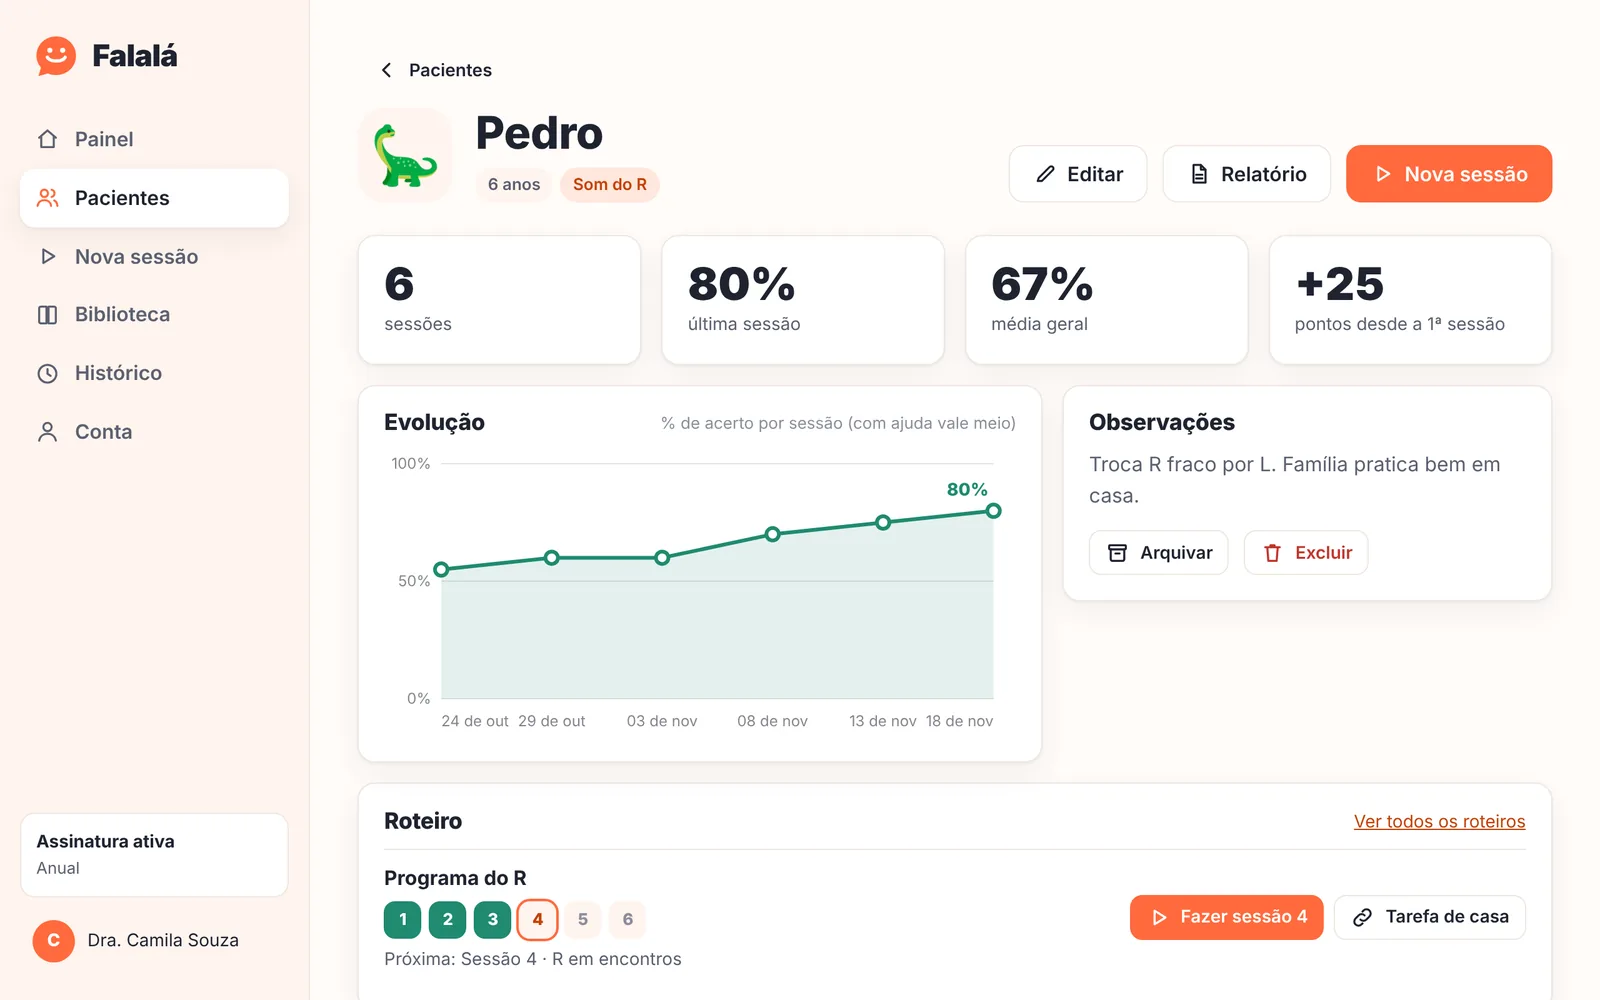 Falalá
Painel
Pacientes
Nova sessão
Biblioteca
Histórico
Conta
Assinatura ativa
Anual
C
Dra. Camila Souza
Pacientes
Pedro
6 anos
Som do R
Editar
Relatório
Nova sessão
6
sessões
80%
última sessão
67%
média geral
+25
pontos desde a 1ª sessão
Evolução
% de acerto por sessão (com ajuda vale meio)
100%
80%
50%
0%
24 de out 29 de out 03 de nov 08 de nov 13 de nov 18 de nov
Observações
Troca R fraco por L. Família pratica bem em
casa.
Arquivar
Excluir
Roteiro
Ver todos os roteiros
Programa do R
1 2 3 4 5 6
Próxima: Sessão 4 · R em encontros
Fazer sessão 4
Tarefa de casa